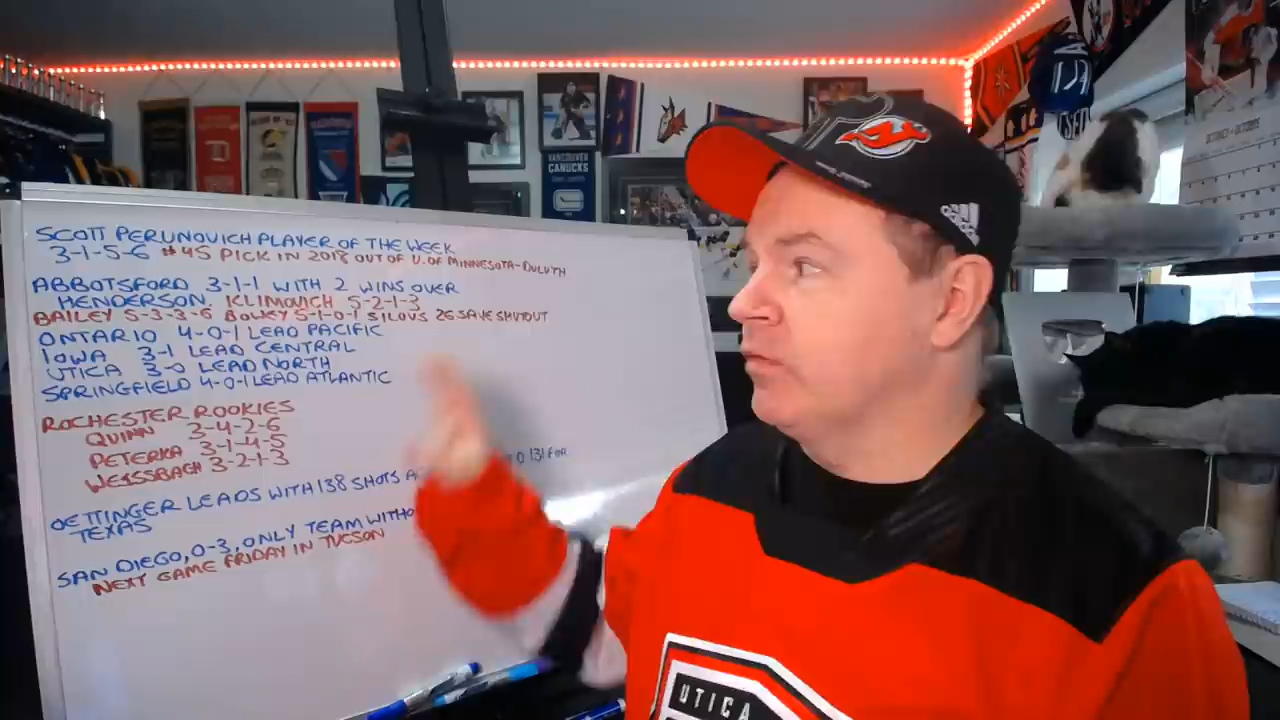 SCOTT PERUNOVICH PLAYER OF THE WEEK
3-1-5-6 #45 PICK IN 2018 OUT OF U. OF MINNESOTA-DULUTH
ABBOTSFORD 3-1-1 WITH 2 WINS OVER
HENDERSON. KLIMOVICH 5-2-1-3
BAILEY 5-3-3-6 BOWEY 5-1-0-1 SILOVS 26 SAVE SHUTOUT
ONTARIO 4-0-1 LEAD PACIFIC
IOWA 3-1 LEAD CENTRAL
UTICA 3-0 LEAD NORTH
SPRINGFIELD 4-0-1 LEAD ATLANTIC
ROCHESTER ROOKIES
QUINN 3-4-2-6
PETERKA 3-1-4-5
WEISSBACH 3-2-1-3
OETTINGER LEADS WITH 138 SHOTS A
O 131 FOR
TEXAS
SAN DIEGO, 0-3, ONLY TEAM WITHO
NEXT GAME FRIDAY IN TUCSON
VANCOUVER
CANUCKS
adidas
UTICA